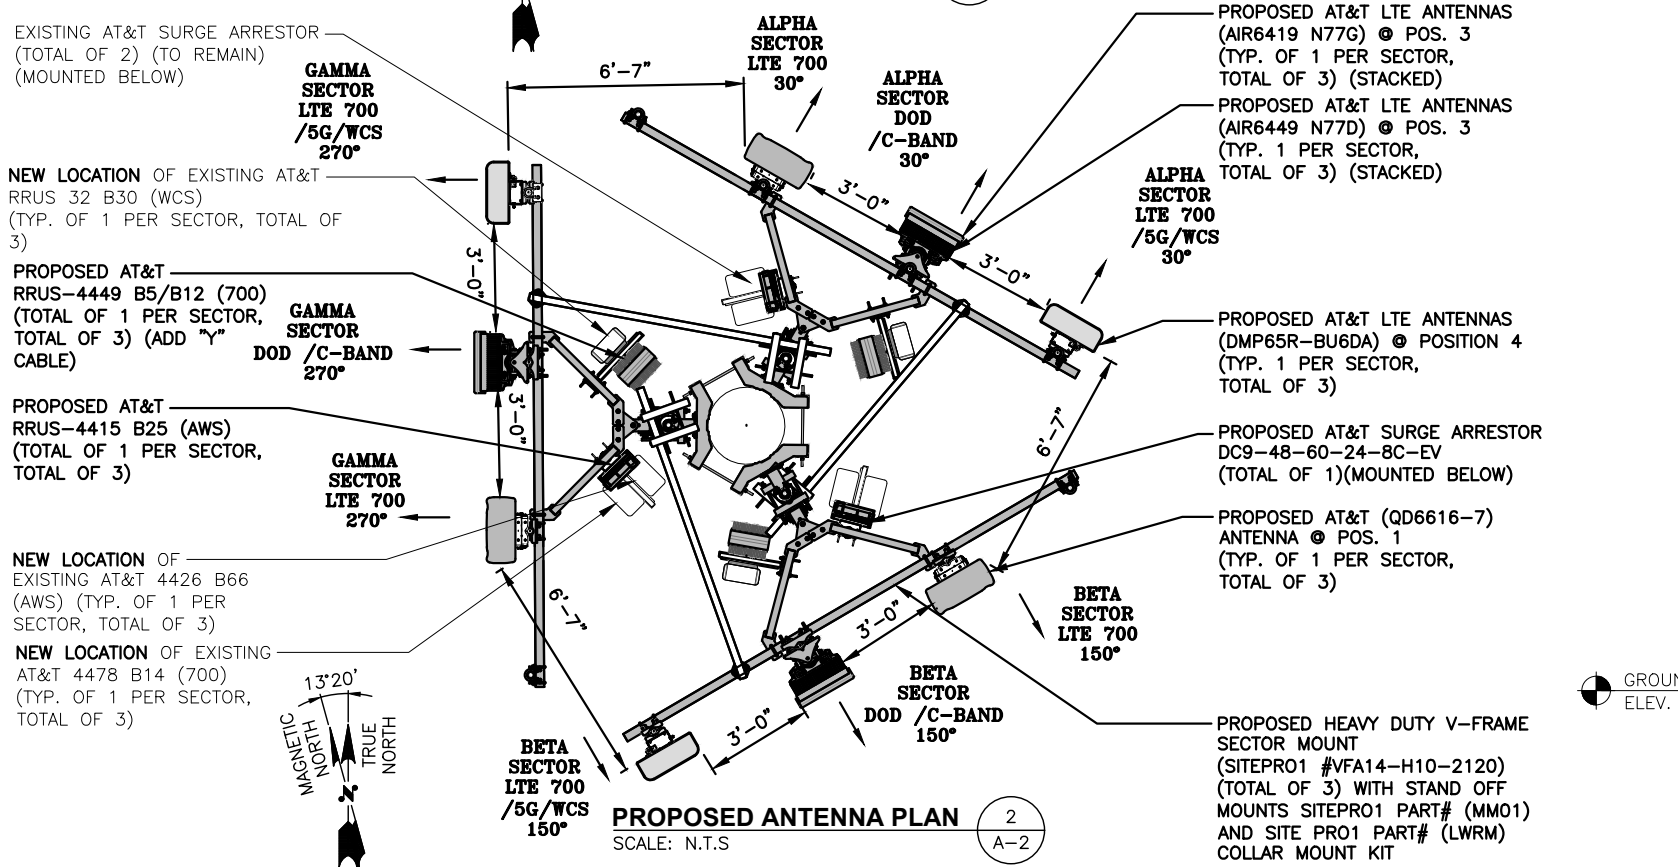 EXISTING AT&T SURGE ARRESTOR
(TOTAL OF 2) (TO REMAIN)
(MOUNTED BELOW)
NEW LOCATION OF EXISTING AT&T
RRUS 32 B30 (WCS)
(TYP. OF 1 PER SECTOR, TOTAL OF
3)
PROPOSED AT&T
RRUS-4449 B5/B12 (700)
(TOTAL OF 1 PER SECTOR,
TOTAL OF 3) (ADD "Y"
CABLE)
PROPOSED AT&T
RRUS-4415 B25 (AWS)
(TOTAL OF 1 PER SECTOR,
TOTAL OF 3)
NEW LOCATION OF
EXISTING AT&T 4426 B66
(AWS) (TYP. OF 1 PER
SECTOR, TOTAL OF 3)
NEW LOCATION OF EXISTING
AT&T 4478 B14 (700)
(TYP. OF 1 PER SECTOR,
TOTAL OF 3)
13°20'
MAGNETIC
NORTH
TRUE
NORTH
N
GAMMA
SECTOR
LTE 700
/5G/WCS
270°
GAMMA
SECTOR
DOD /C-BAND
270°
GAMMA
SECTOR
LTE 700
270°
6'-7"
3'-0"
3'-0"
6'-7"
ALPHA
SECTOR
LTE 700
30°
ALPHA
SECTOR
DOD
/C-BAND
30°
ALPHA
SECTOR
LTE 700
/5G/WCS
30°
3'-0"
3'-0"
6'-7"
BETA
SECTOR
LTE 700
150°
BETA
SECTOR
DOD /C-BAND
150°
BETA
SECTOR
LTE 700
/5G/WCS
150°
3'-0"
3'-0"
PROPOSED AT&T LTE ANTENNAS
(AIR6419 N77G) @ POS. 3
(TYP. OF 1 PER SECTOR,
TOTAL OF 3) (STACKED)
PROPOSED AT&T LTE ANTENNAS
(AIR6449 N77D) @ POS. 3
(TYP. 1 PER SECTOR,
TOTAL OF 3) (STACKED)
PROPOSED AT&T LTE ANTENNAS
(DMP65R-BU6DA) @ POSITION 4
(TYP. 1 PER SECTOR,
TOTAL OF 3)
PROPOSED AT&T SURGE ARRESTOR
DC9-48-60-24-8C-EV
(TOTAL OF 1)(MOUNTED BELOW)
PROPOSED AT&T (QD6616-7)
ANTENNA @ POS. 1
(TYP. OF 1 PER SECTOR,
TOTAL OF 3)
PROPOSED HEAVY DUTY V-FRAME
SECTOR MOUNT
(SITEPRO1 #VFA14-H10-2120)
(TOTAL OF 3) WITH STAND OFF
MOUNTS SITEPRO1 PART# (MM01)
AND SITE PRO1 PART# (LWRM)
COLLAR MOUNT KIT
ELEV.
PROPOSED ANTENNA PLAN
SCALE: N.T.S
2
A-2